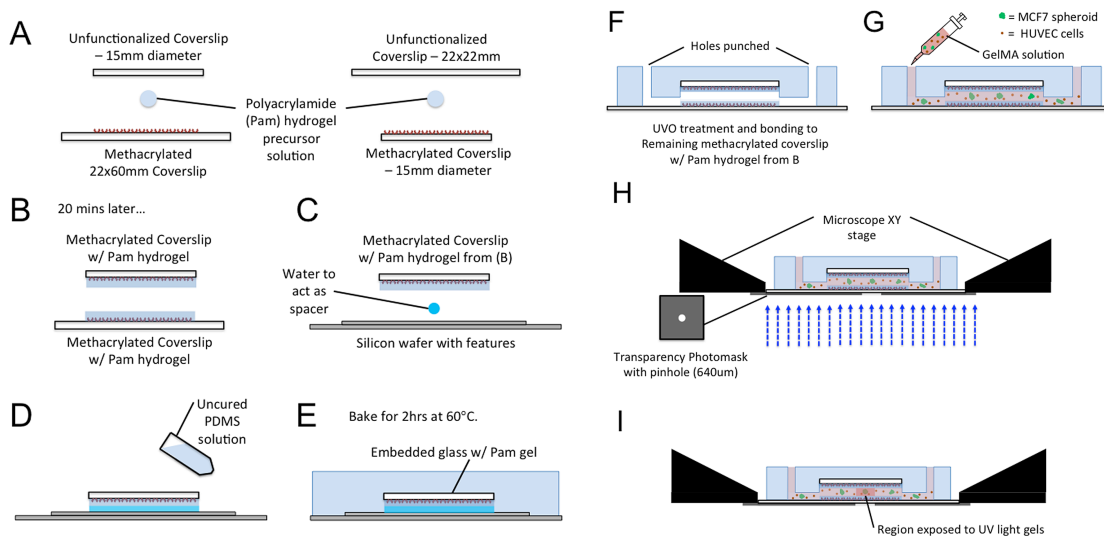 A
Unfunctionalized Coverslip
– 15mm diameter
Unfunctionalized
Coverslip – 22x22mm
Polyacrylamide
(Pam) hydrogel
precursor
solution
Methacrylated
22x60mm Coverslip
Methacrylated Coverslip
– 15mm diameter
B
20 mins later…
Methacrylated Coverslip
w/ Pam hydrogel
Methacrylated Coverslip
w/ Pam hydrogel
C
Methacrylated Coverslip
w/ Pam hydrogel from (B)
Water to
act as
spacer
Silicon wafer with features
D
Uncured
PDMS
solution
E
Bake for 2hrs at 60°C.
Embedded glass w/ Pam gel
F
Holes punched
UVO treatment and bonding to
Remaining methacrylated coverslip
w/ Pam hydrogel from B
G
= MCF7 spheroid
= HUVEC cells
GelMA solution
H
Microscope XY
stage
Transparency Photomask
with pinhole (640um)
I
Region exposed to UV light gels